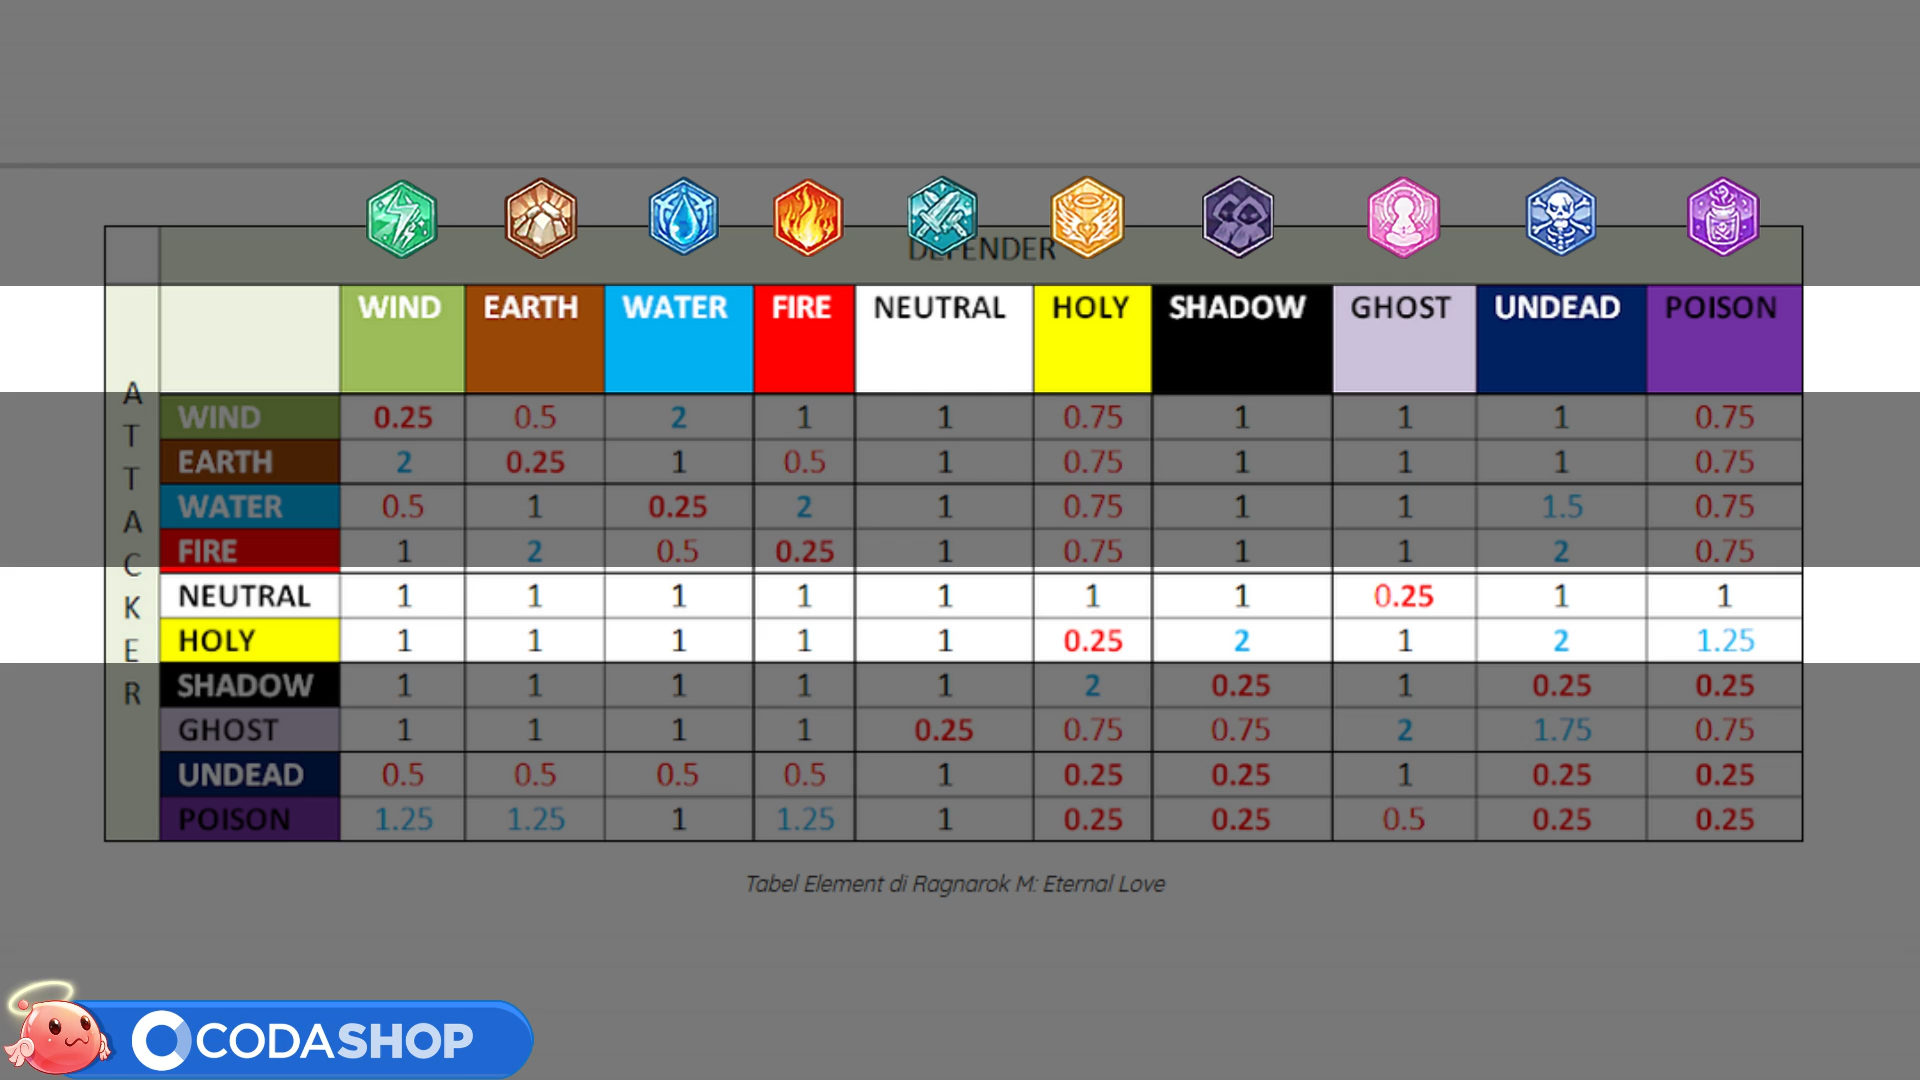 DEFENDER
WIND EARTH WATER FIRE NEUTRAL HOLY SHADOW GHOST UNDEAD POISON
ATTACKER
WIND 0.25 0.5 2 1 1 0.75 1 1 1 0.75
EARTH 2 0.25 1 0.5 1 0.75 1 1 1 0.75
WATER 0.5 1 0.25 2 1 0.75 1 1 1.5 0.75
FIRE 1 2 0.5 0.25 1 0.75 1 1 2 0.75
NEUTRAL 1 1 1 1 1 1 1 0.25 1 1
HOLY 1 1 1 1 1 0.25 2 1 2 1.25
SHADOW 1 1 1 1 1 2 0.25 1 0.25 0.25
GHOST 1 1 1 1 0.25 0.75 0.75 2 1.75 0.75
UNDEAD 0.5 0.5 0.5 0.5 1 0.25 0.25 1 0.25 0.25
POISON 1.25 1.25 1 1.25 1 0.25 0.25 0.5 0.25 0.25
Tabel Element di Ragnarok M: Eternal Love
CODASHOP